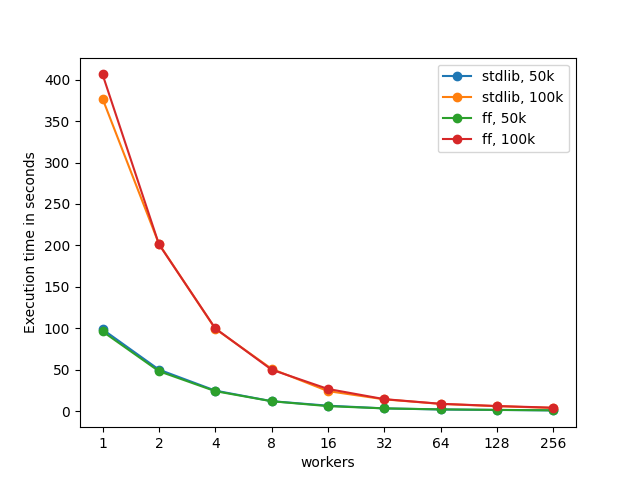 stdlib, 50k
stdlib, 100k
ff, 50k
ff, 100k
Execution time in seconds
400
350
300
250
200
150
100
50
0
1 2 4 8 16 32 64 128 256
workers